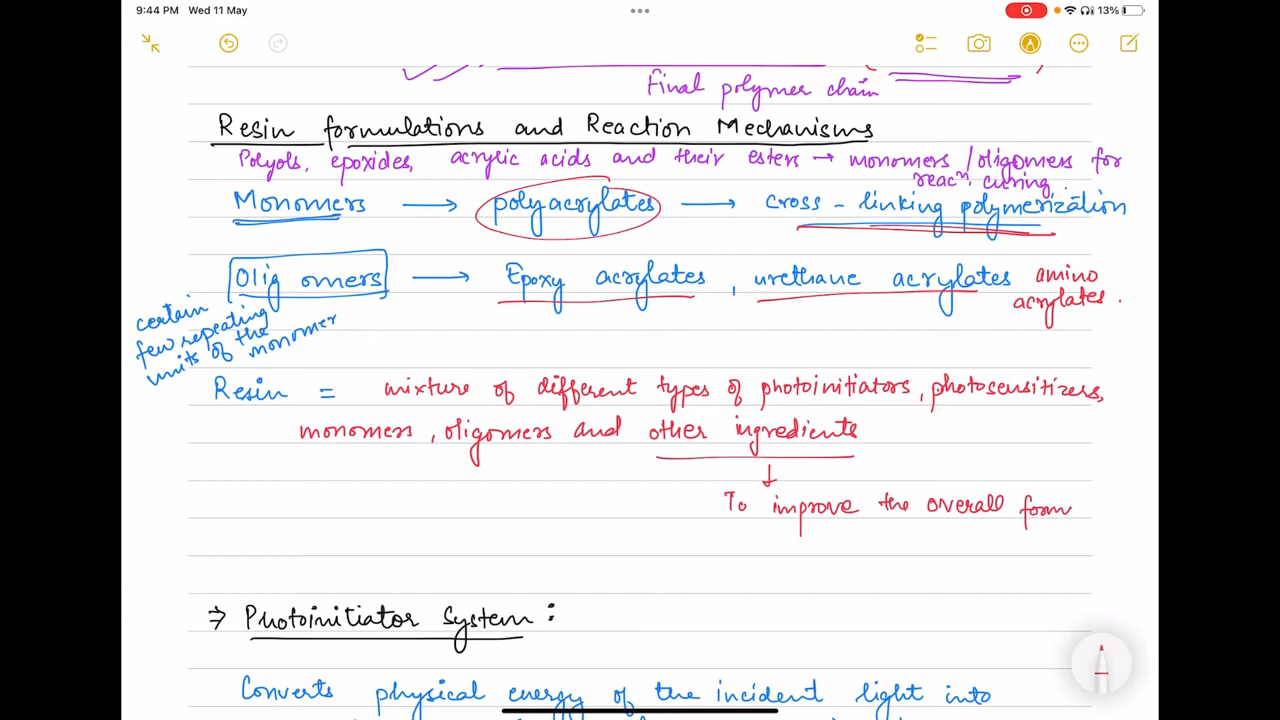 9:44 PM Wed 11 May
13%
Final polymer chain
Resin formulations and Reaction Mechanisms
Polyols, epoxides, acrylic acids and their esters → monomers/oligomers for
reacn. curing.
Monomers → polyacrylates → cross-linking polymerization
Oligomers → Epoxy acrylates, urethane acrylates amino
acrylates.
certain
few repeating
units of the monomer
Resin = mixture of different types of photoinitiators, photosensitizers,
monomers, oligomers and other ingredients
↓
To improve the overall form
⇒ Photoinitiator System:
Converts physical energy of the incident light into